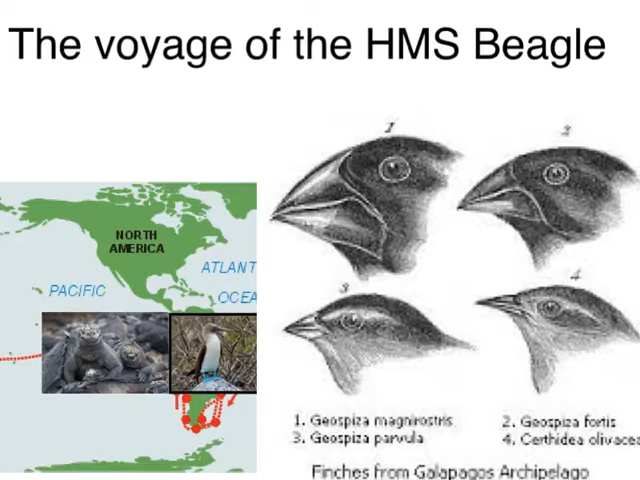 The voyage of the HMS Beagle
NORTH
AMERICA
ATLANT
PACIFIC
OCEA
1
2
3
4
1. Geospiza magnirostris
2. Geospiza fortis
3. Geospiza parvula
4. Certhidea olivacea
Finches from Galapagos Archipelago